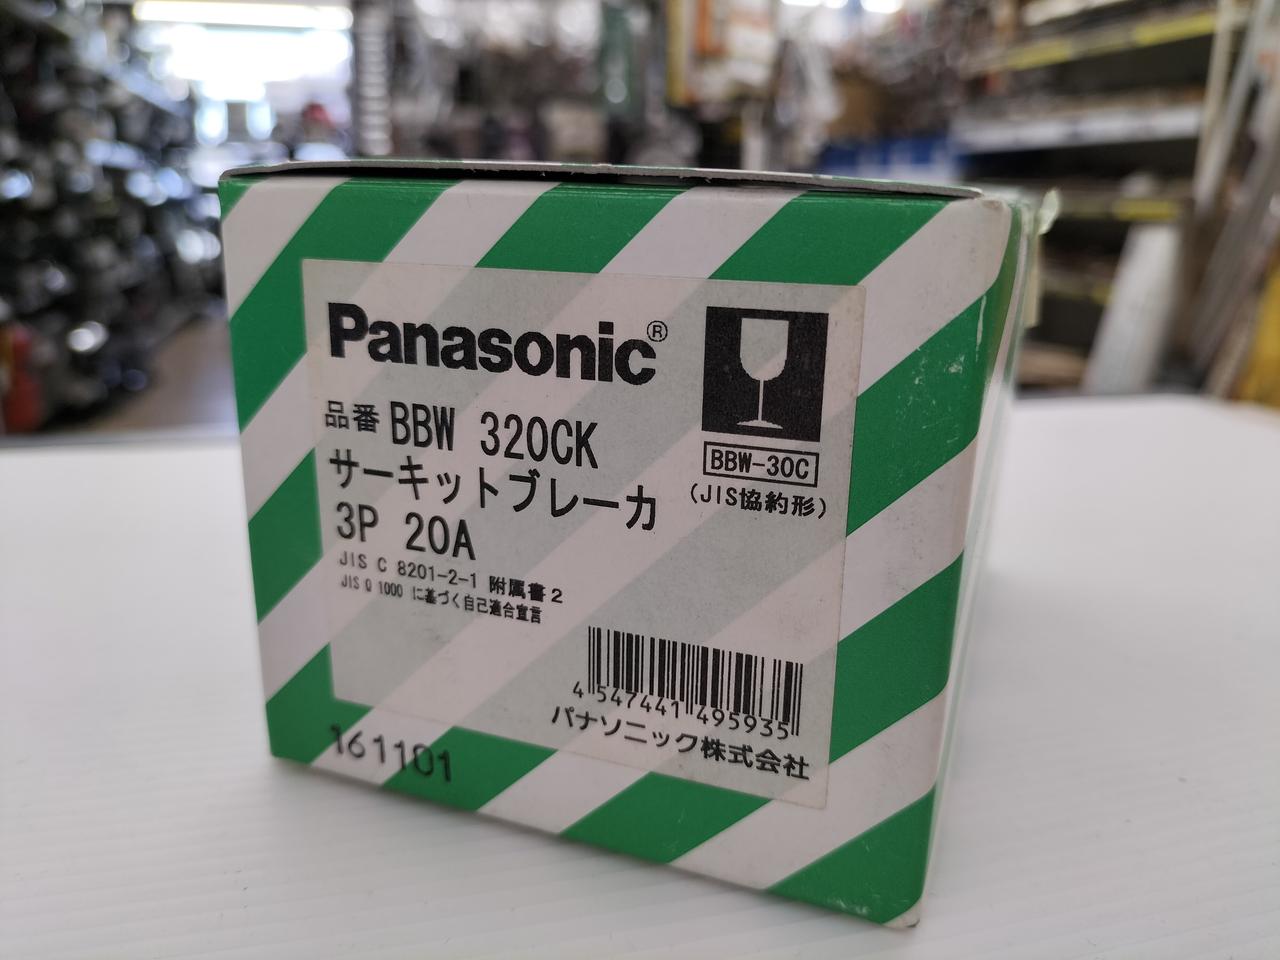 Panasonic®
品番 BBW 320CK
サーキットブレーカ
3P 20A
JIS C 8201-2-1 附属書2
JIS Q 1000 に基づく自己適合宣言
BBW-30C
(JIS協約形)
4 547441 495935
パナソニック株式会社
161101